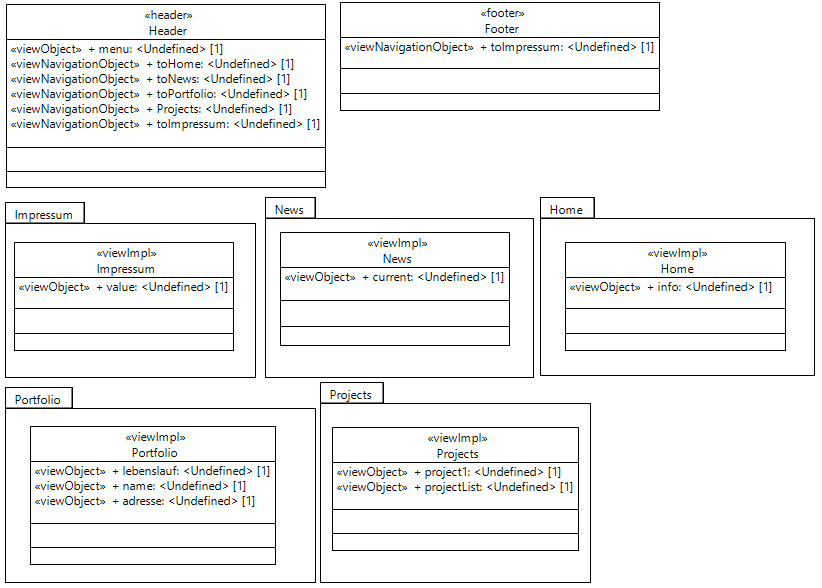 «header»
Header
«viewObject» + menu: <Undefined> [1]
«viewNavigationObject» + toHome: <Undefined> [1]
«viewNavigationObject» + toNews: <Undefined> [1]
«viewNavigationObject» + toPortfolio: <Undefined> [1]
«viewNavigationObject» + Projects: <Undefined> [1]
«viewNavigationObject» + toImpressum: <Undefined> [1]
«footer»
Footer
«viewNavigationObject» + toImpressum: <Undefined> [1]
Impressum
«viewImpl»
Impressum
«viewObject» + value: <Undefined> [1]
News
«viewImpl»
News
«viewObject» + current: <Undefined> [1]
Home
«viewImpl»
Home
«viewObject» + info: <Undefined> [1]
Portfolio
«viewImpl»
Portfolio
«viewObject» + lebenslauf: <Undefined> [1]
«viewObject» + name: <Undefined> [1]
«viewObject» + adresse: <Undefined> [1]
Projects
«viewImpl»
Projects
«viewObject» + project1: <Undefined> [1]
«viewObject» + projectList: <Undefined> [1]